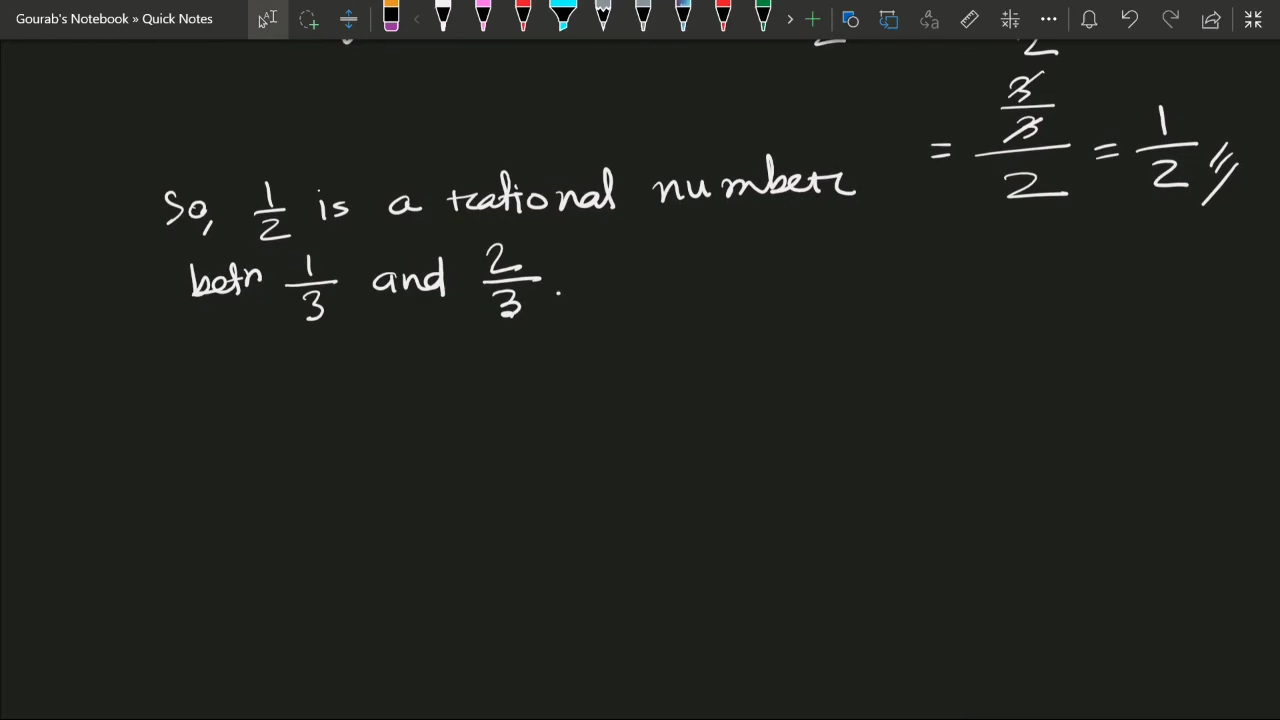 Gourab's Notebook » Quick Notes
2
= 3/3/2 = 1/2 //
So, 1/2 is a rational number
betn 1/3 and 2/3.